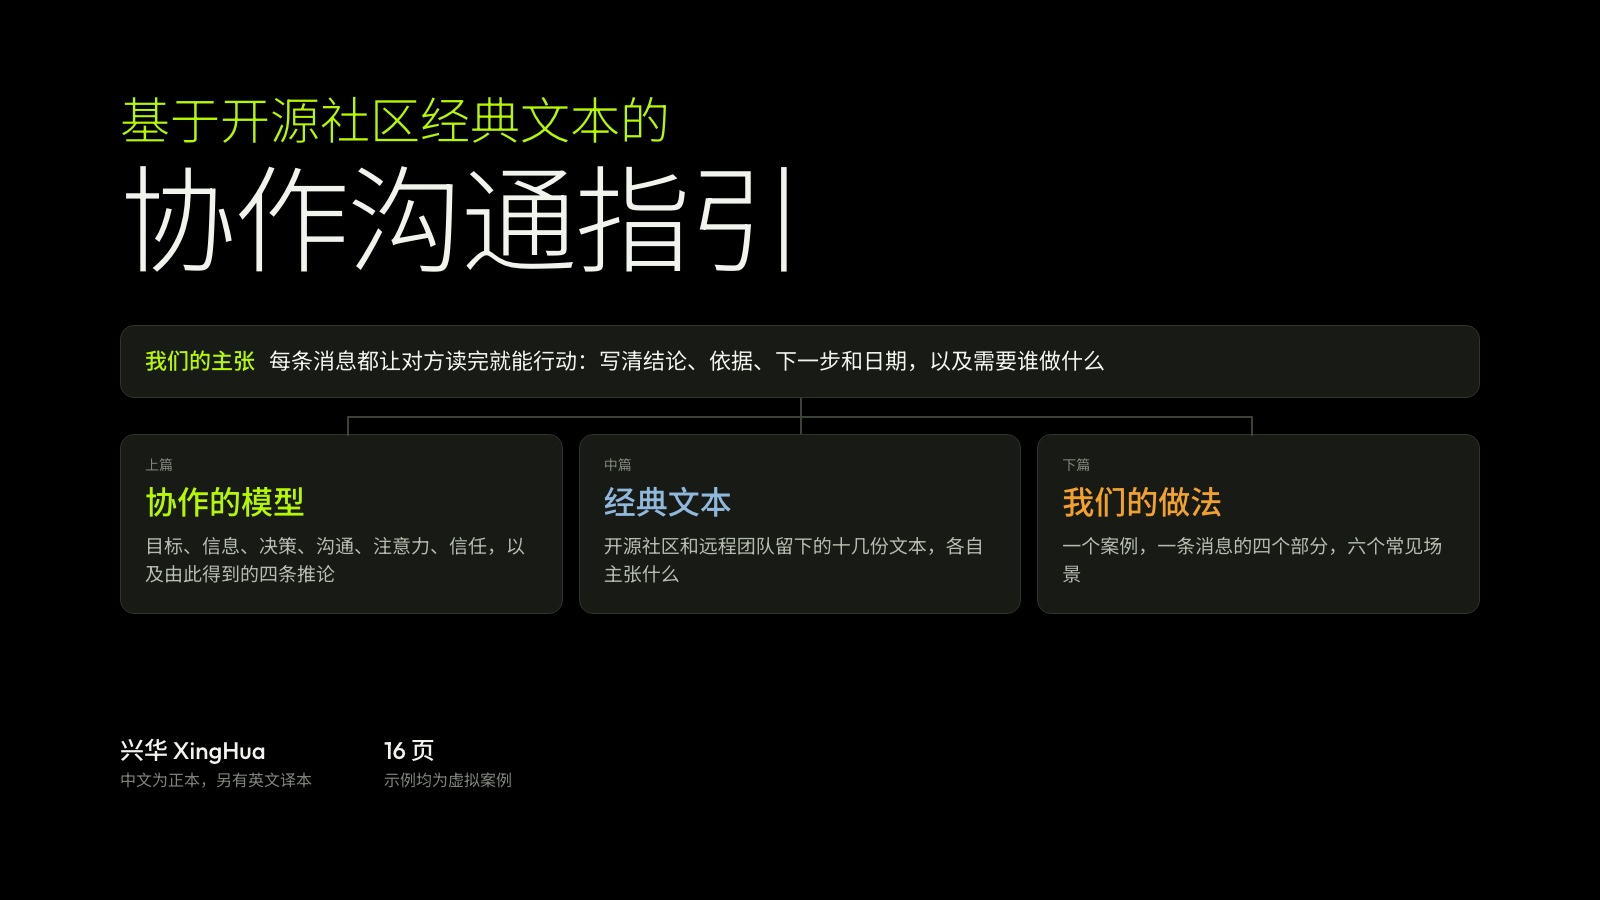 基于开源社区经典文本的
协作沟通指引
我们的主张 每条消息都让对方读完就能行动：写清结论、依据、下一步和日期，以及需要谁做什么
上篇
协作的模型
目标、信息、决策、沟通、注意力、信任，以
及由此得到的四条推论
中篇
经典文本
开源社区和远程团队留下的十几份文本，各自
主张什么
下篇
我们的做法
一个案例，一条消息的四个部分，六个常见场
景
兴华 XingHua
中文为正本，另有英文译本
16 页
示例均为虚拟案例